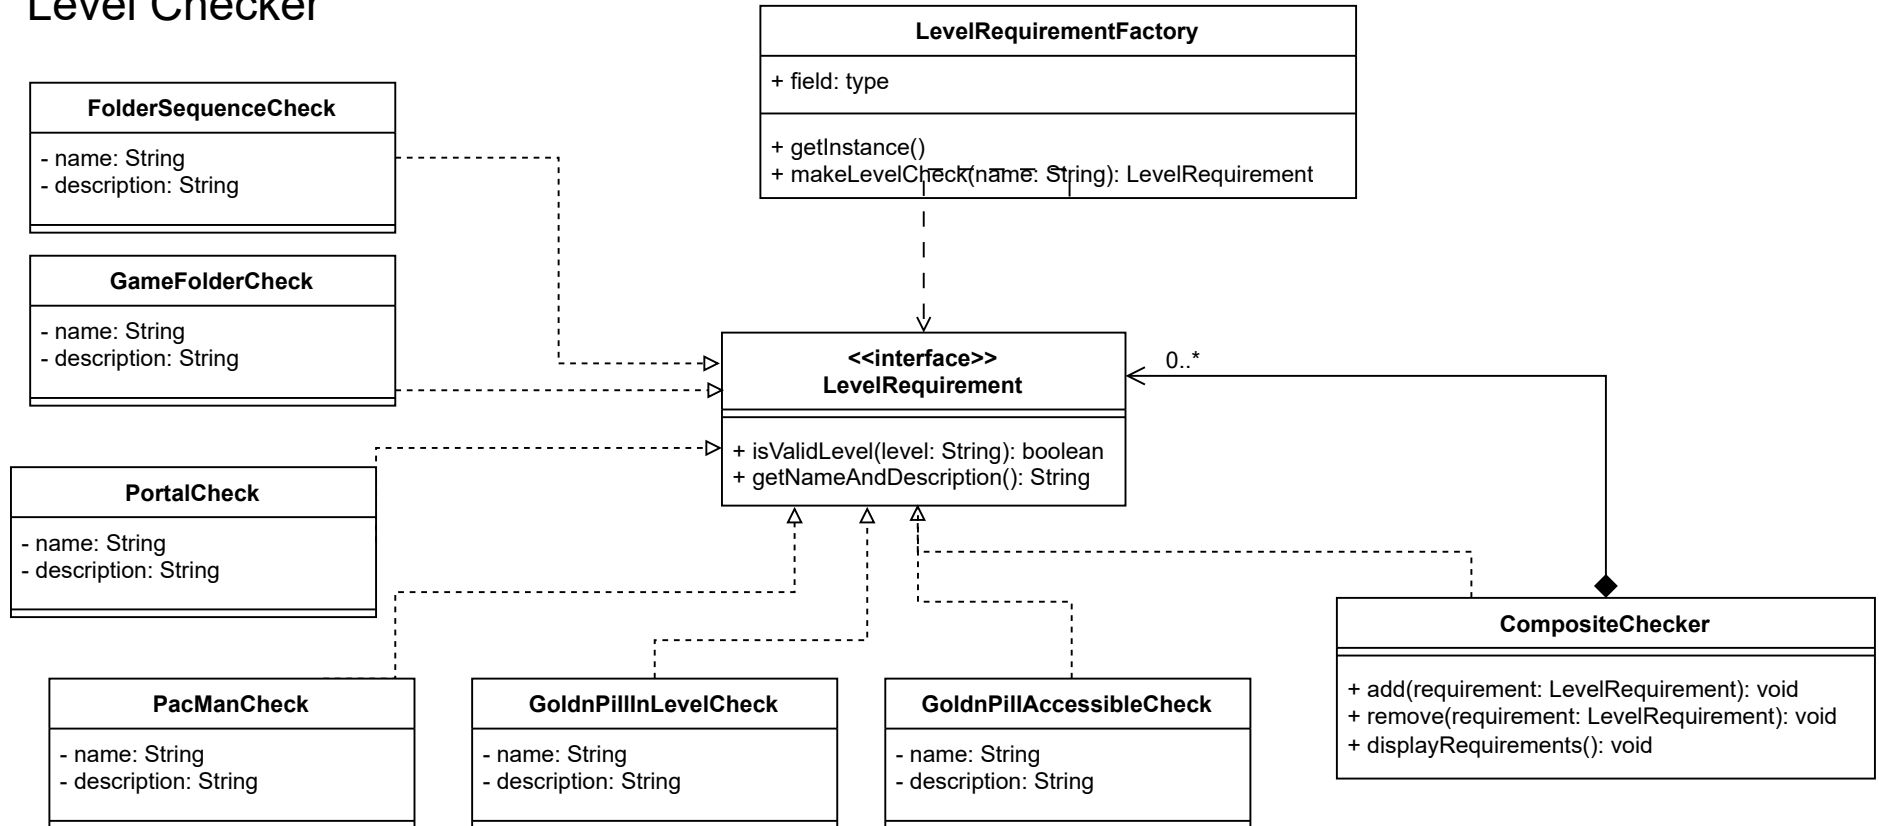 Level Checker
LevelRequirementFactory
+ field: type
+ getInstance()
+ makeLevelCheck(name: String): LevelRequirement
FolderSequenceCheck
- name: String
- description: String
GameFolderCheck
- name: String
- description: String
<<interface>>
LevelRequirement
+ isValidLevel(level: String): boolean
+ getNameAndDescription(): String
0..*
PortalCheck
- name: String
- description: String
PacManCheck
- name: String
- description: String
GoldnPillInLevelCheck
- name: String
- description: String
GoldnPillAccessibleCheck
- name: String
- description: String
CompositeChecker
+ add(requirement: LevelRequirement): void
+ remove(requirement: LevelRequirement): void
+ displayRequirements(): void